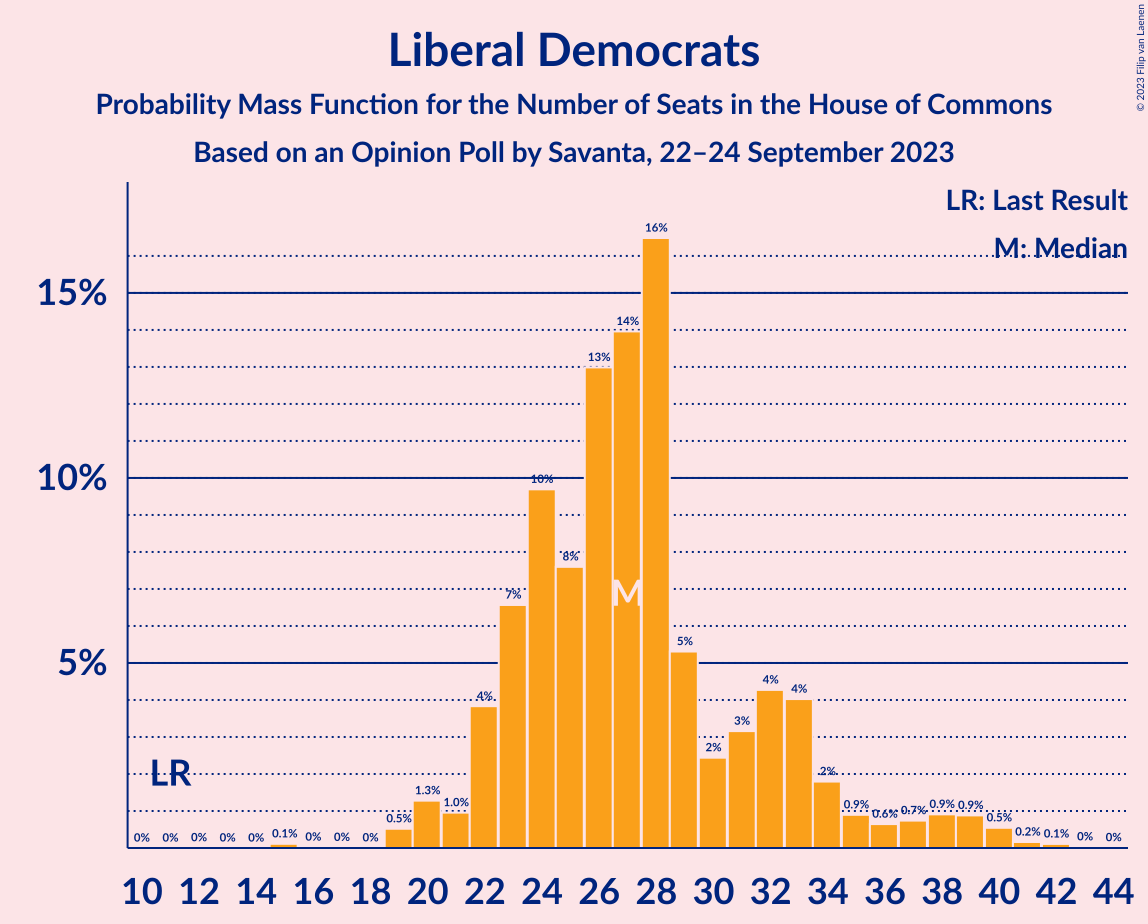 Liberal Democrats
Probability Mass Function for the Number of Seats in the House of Commons
Based on an Opinion Poll by Savanta, 22–24 September 2023
© 2023 Filip van Laenen
LR: Last Result
M: Median
15%
10%
5%
16%
14%
13%
10%
8%
7%
M
5%
4%
4%
4%
3%
2%
2%
LR
0% 0% 0% 0% 0% 0.1% 0% 0% 0% 0.5% 1.3% 1.0%
0.9% 0.6% 0.7% 0.9% 0.9% 0.5% 0.2% 0.1% 0% 0%
10 12 14 16 18 20 22 24 26 28 30 32 34 36 38 40 42 44